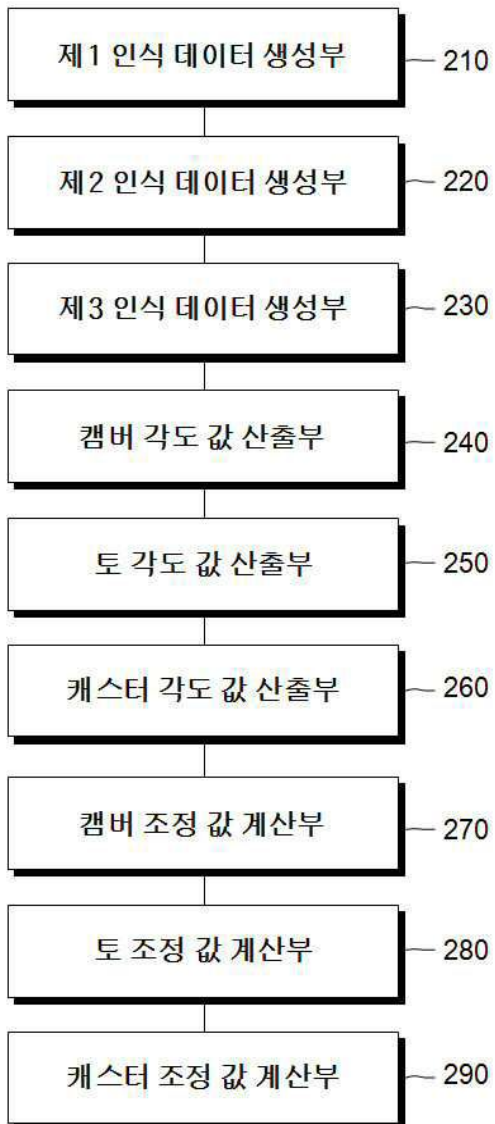 제1 인식 데이터 생성부 210
제2 인식 데이터 생성부 220
제3 인식 데이터 생성부 230
캠버 각도 값 산출부 240
토 각도 값 산출부 250
캐스터 각도 값 산출부 260
캠버 조정 값 계산부 270
토 조정 값 계산부 280
캐스터 조정 값 계산부 290